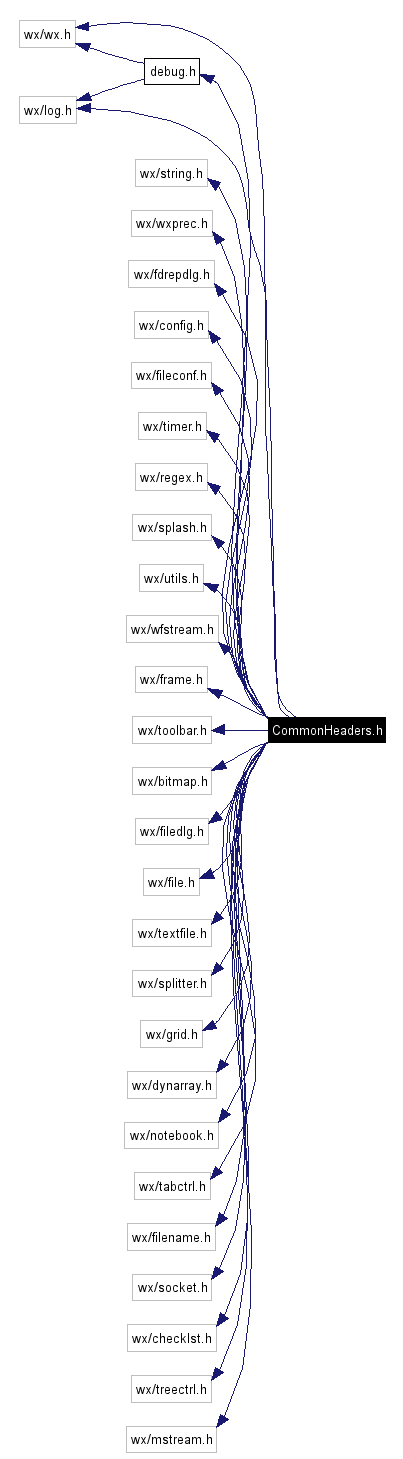 wx/wx.h
debug.h
wx/log.h
wx/string.h
wx/wxprec.h
wx/fdrepdlg.h
wx/config.h
wx/fileconf.h
wx/timer.h
wx/regex.h
wx/splash.h
wx/utils.h
wx/wfstream.h
wx/frame.h
CommonHeaders.h
wx/toolbar.h
wx/bitmap.h
wx/filedlg.h
wx/file.h
wx/textfile.h
wx/splitter.h
wx/grid.h
wx/dynarray.h
wx/notebook.h
wx/tabctrl.h
wx/filename.h
wx/socket.h
wx/checklst.h
wx/treectrl.h
wx/mstream.h